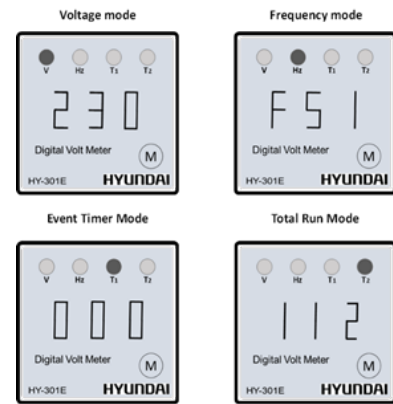 Voltage mode
V Hz T1 T2
230
Digital Volt Meter
M
HY-301E HYUNDAI
Frequency mode
V Hz T1 T2
F51
Digital Volt Meter
M
HY-301E HYUNDAI
Event Timer Mode
V Hz T1 T2
000
Digital Volt Meter
M
HY-301E HYUNDAI
Total Run Mode
V Hz T1 T2
112
Digital Volt Meter
M
HY-301E HYUNDAI